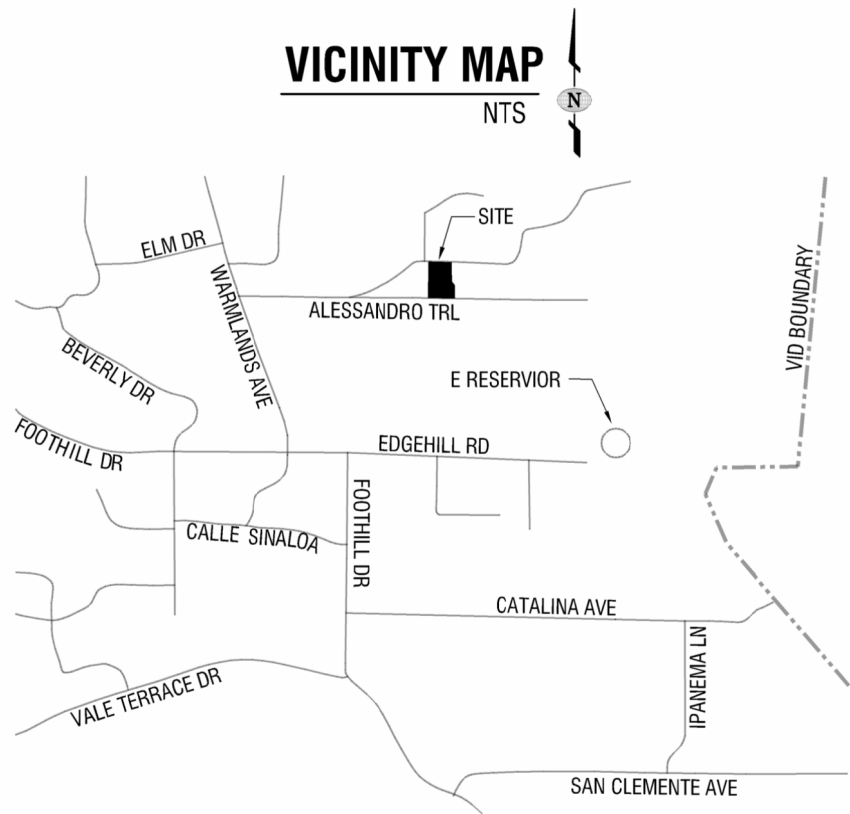 VICINITY MAP
NTS
N
SITE
ELM DR
WARMLANDS AVE
ALESSANDRO TRL
VID BOUNDARY
BEVERLY DR
E RESERVIOR
FOOTHILL DR
EDGEHILL RD
FOOTHILL DR
CALLE SINALOA
CATALINA AVE
IPANEMA LN
VALE TERRACE DR
SAN CLEMENTE AVE